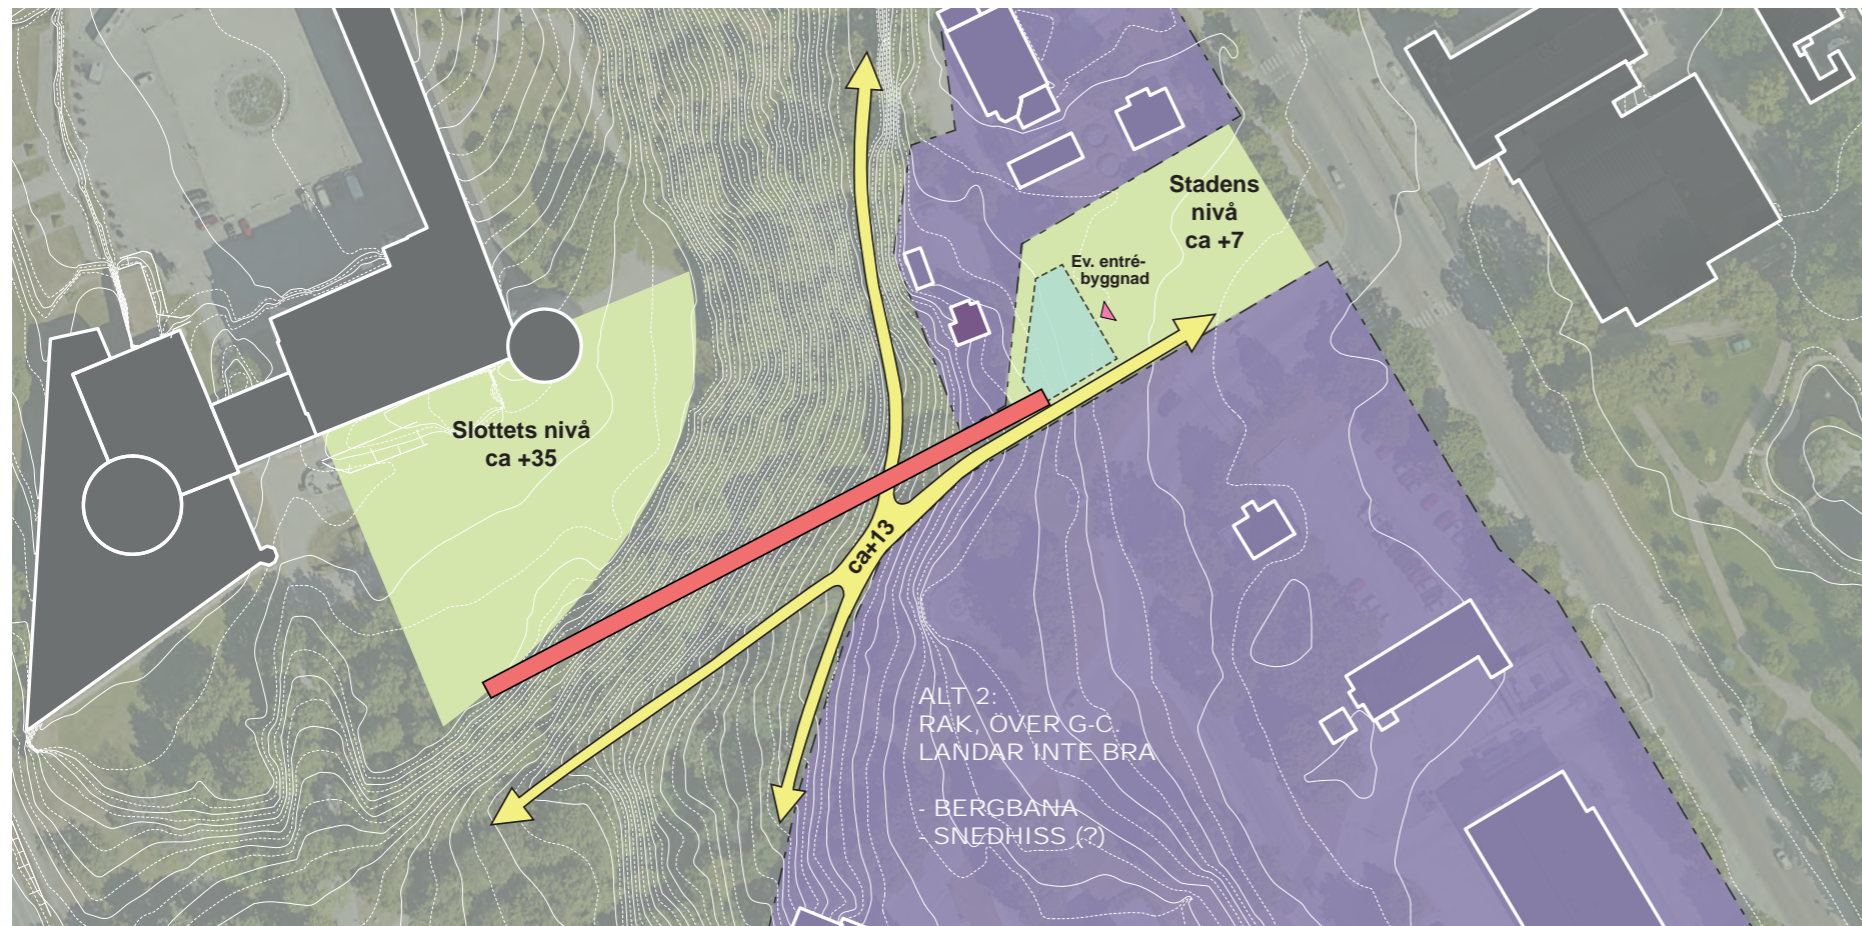 Stadens
nivå
ca +7
Ev. entré-
byggnad
Slottets nivå
ca +35
ca+13
ALT 2:
RAK, ÖVER G-C.
LANDAR INTE BRA
- BERGBANA
- SNEDHISS (?)